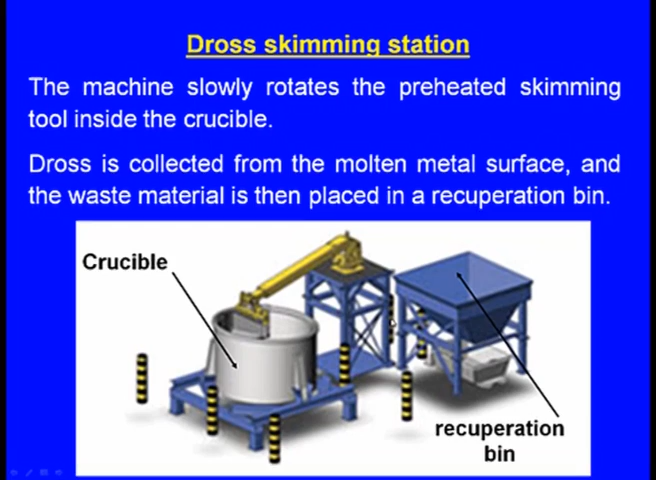 Dross skimming station
The machine slowly rotates the preheated skimming
tool inside the crucible.
Dross is collected from the molten metal surface, and
the waste material is then placed in a recuperation bin.
Crucible
recuperation
bin